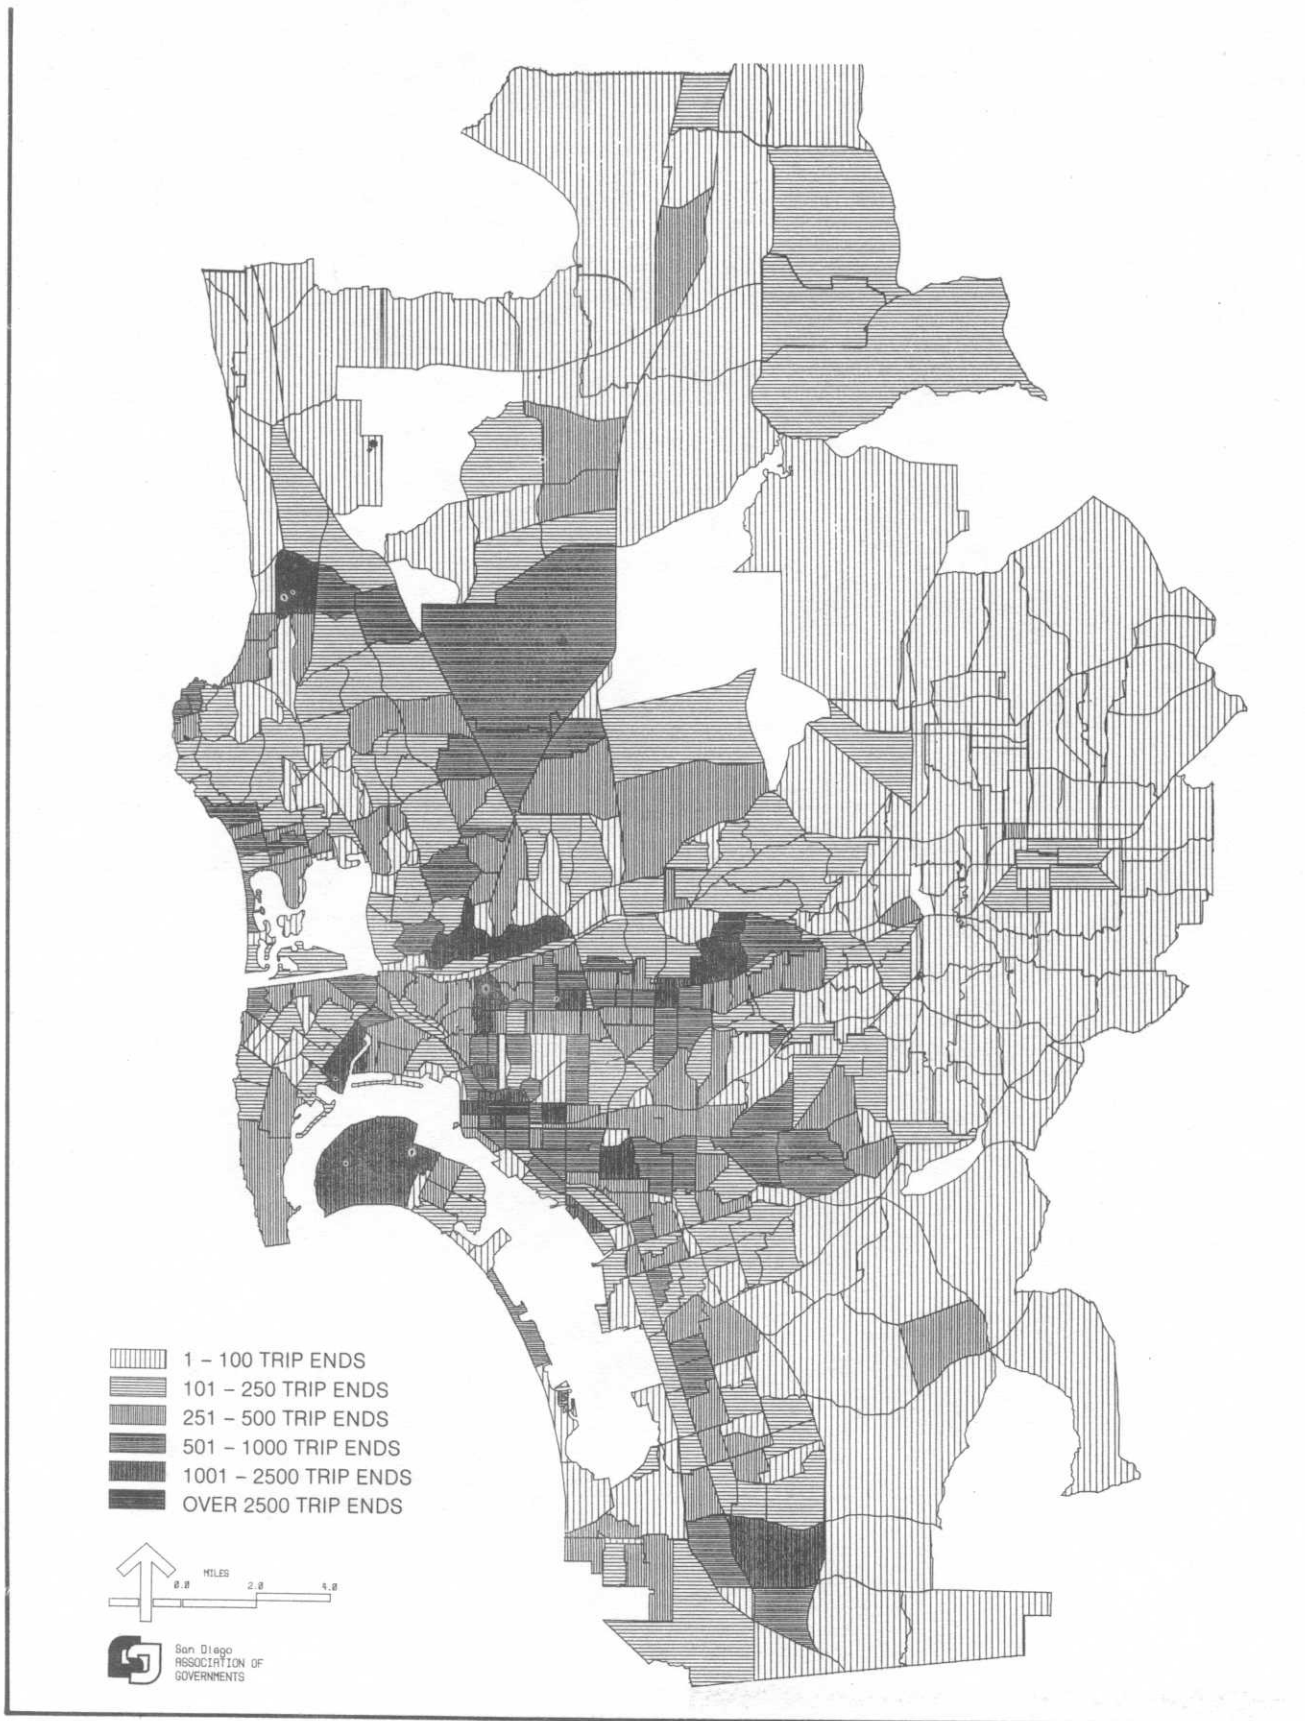 1 – 100 TRIP ENDS
101 – 250 TRIP ENDS
251 – 500 TRIP ENDS
501 – 1000 TRIP ENDS
1001 – 2500 TRIP ENDS
OVER 2500 TRIP ENDS
MILES
0.0 2.0 4.0
San Diego
ASSOCIATION OF
GOVERNMENTS